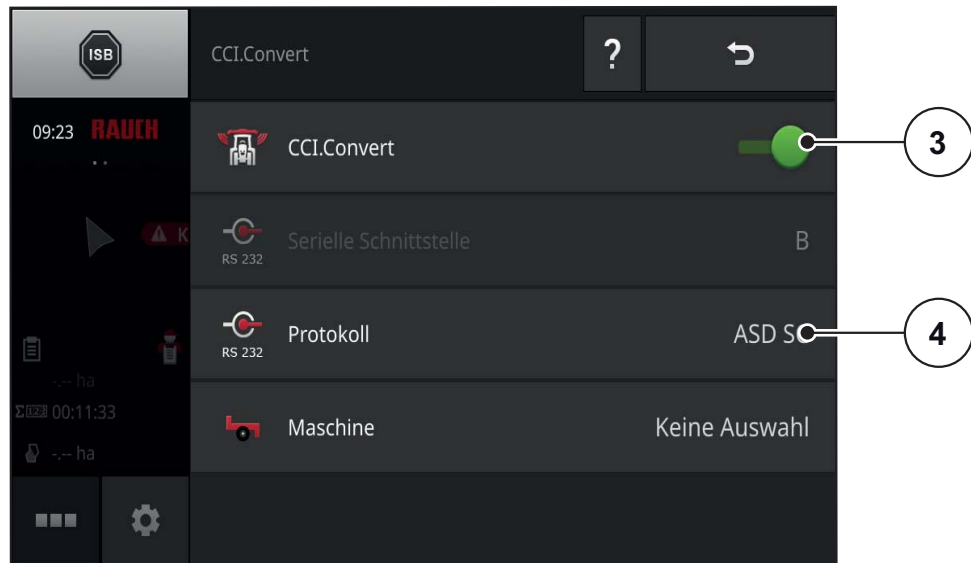 ISB
CCI.Convert
?
09:23 RAUCH
CCI.Convert
3
K
RS 232
Serielle Schnittstelle
B
RS 232
Protokoll
ASD S
4
-.-- ha
Σ 123 00:11:33
-.-- ha
Maschine
Keine Auswahl